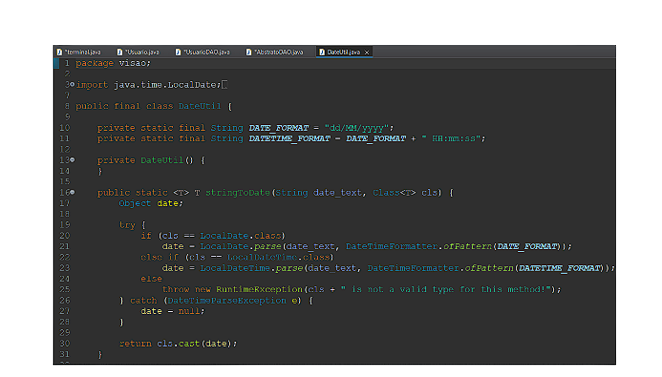 *terminal.java *Usuario.java *UsuarioDAO.java *AbstratoDAO.java DateUtil.java
1 package visao;
2
3 import java.time.LocalDate;
7
8 public final class DateUtil {
9
10 private static final String DATE_FORMAT = "dd/MM/yyyy";
11 private static final String DATETIME_FORMAT = DATE_FORMAT + " HH:mm:ss";
12
13 private DateUtil() {
14 }
15
16 public static <T> T stringToDate(String date_text, Class<T> cls) {
17 Object date;
18
19 try {
20 if (cls == LocalDate.class)
21 date = LocalDate.parse(date_text, DateTimeFormatter.ofPattern(DATE_FORMAT));
22 else if (cls == LocalDateTime.class)
23 date = LocalDateTime.parse(date_text, DateTimeFormatter.ofPattern(DATETIME_FORMAT));
24 else
25 throw new RuntimeException(cls + " is not a valid type for this method!");
26 } catch (DateTimeParseException e) {
27 date = null;
28 }
29
30 return cls.cast(date);
31 }